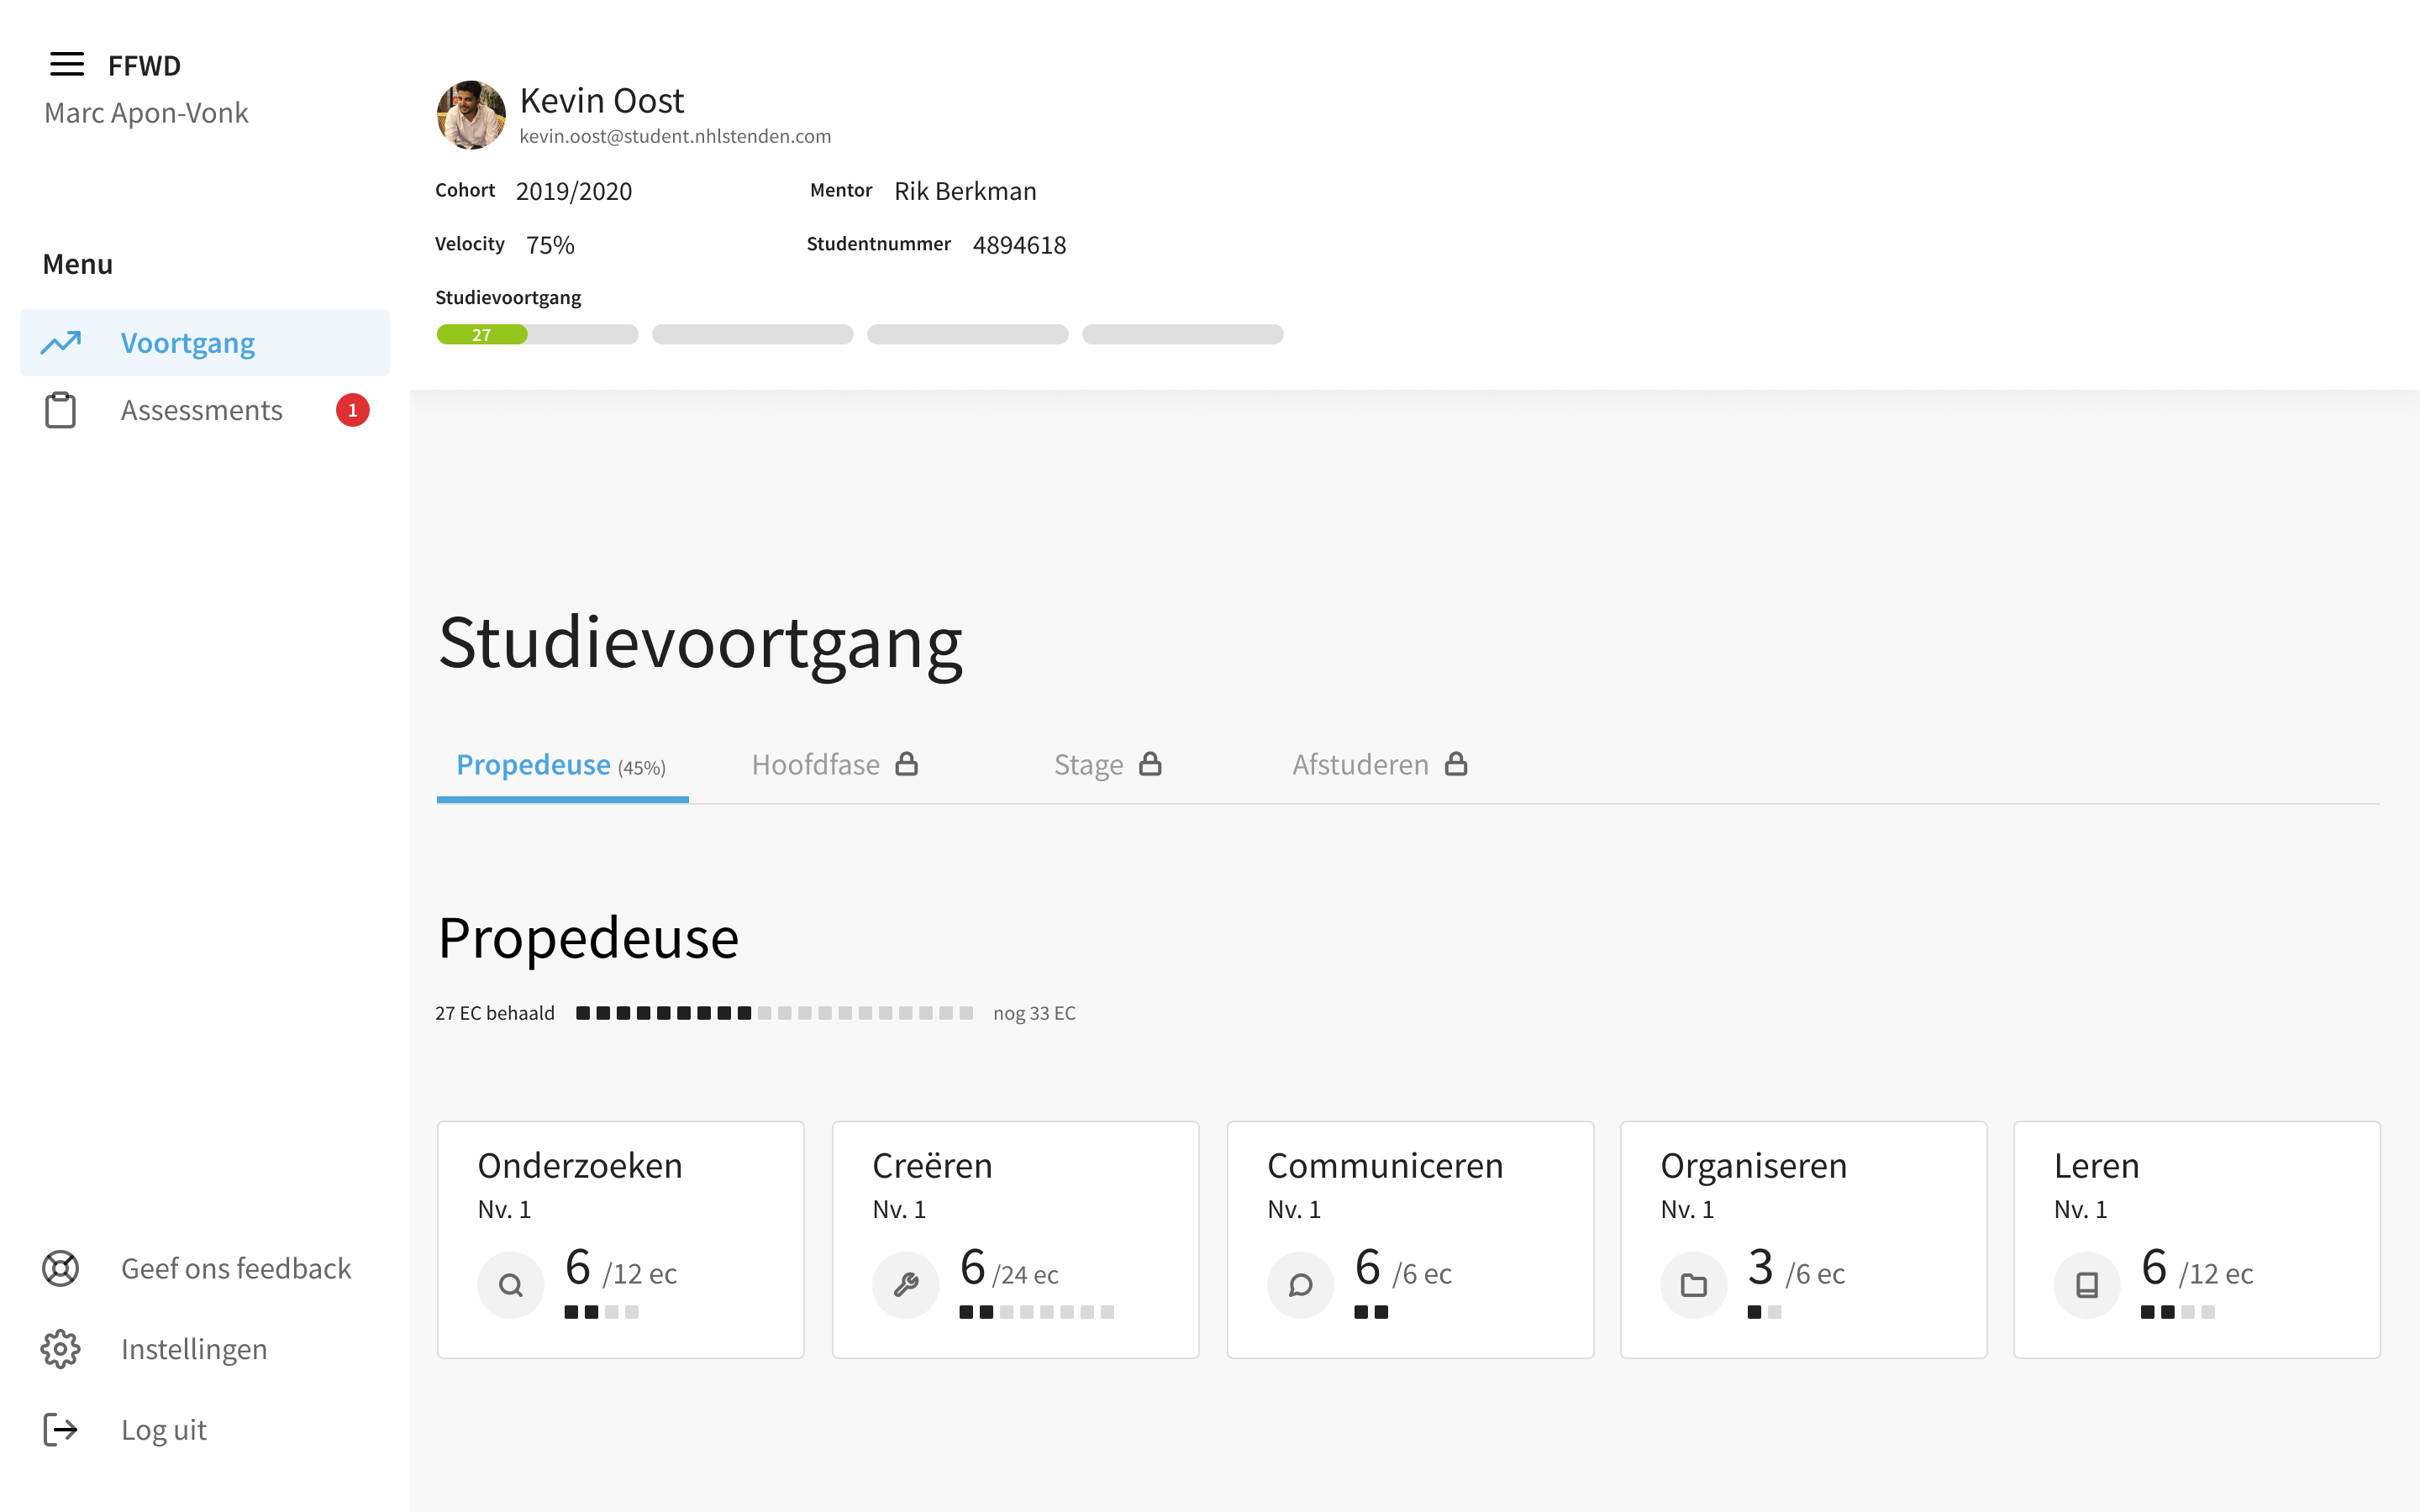 FFWD
Marc Apon-Vonk
Menu
Voortgang
Assessments 1
Geef ons feedback
Instellingen
Log uit
Kevin Oost
kevin.oost@student.nhlstenden.com
Cohort 2019/2020 Mentor Rik Berkman
Velocity 75% Studentnummer 4894618
Studievoortgang
27
Studievoortgang
Propedeuse (45%) Hoofdfase Stage Afstuderen
Propedeuse
27 EC behaald nog 33 EC
Onderzoeken
Nv. 1
6 /12 ec
Creëren
Nv. 1
6 /24 ec
Communiceren
Nv. 1
6 /6 ec
Organiseren
Nv. 1
3 /6 ec
Leren
Nv. 1
6 /12 ec